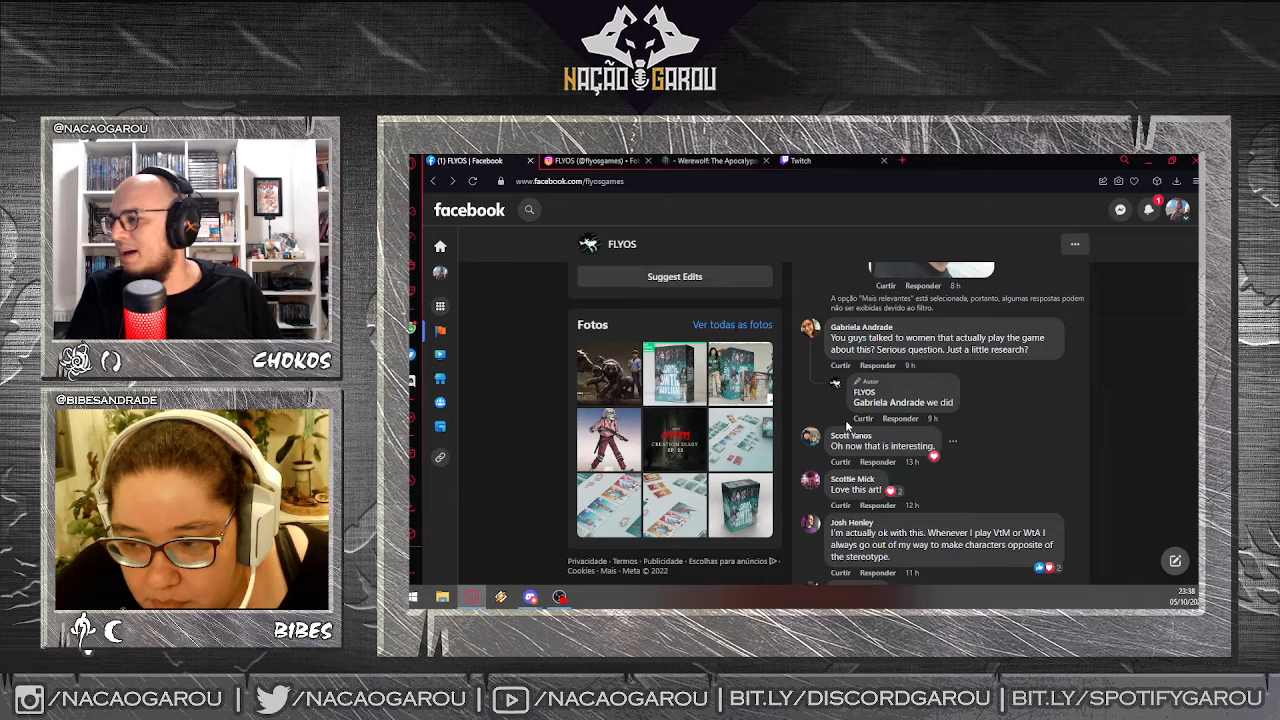 NAÇÃO GAROU
@NACAOGAROU
CHOKOS
@BIBESANDRADE
BIBES
(1) FLYOS | Facebook
FLYOS (@flyosgames) • Fot
- Werewolf: The Apocalyps
Twitch
www.facebook.com/flyosgames
facebook
1
FLYOS
Suggest Edits
Fotos
Ver todas as fotos
CREATION DIARY
Privacidade · Termos · Publicidade · Escolhas para anúncios ·
Cookies · Mais · Meta © 2022
Curtir Responder 8 h
A opção "Mais relevantes" está selecionada, portanto, algumas respostas podem
não ser exibidas devido ao filtro.
Gabriela Andrade
You guys talked to women that actually play the game
about this? Serious question. Just a little research?
Curtir Responder 9 h
Autor
FLYOS
Gabriela Andrade we did
Curtir Responder 9 h
Scott Yanos
Oh now that is interesting.
Curtir Responder 13 h
Scottie Mick
Love this art!
2
Curtir Responder 12 h
Josh Henley
I'm actually ok with this. Whenever I play VtM or WtA I
always go out of my way to make characters opposite of
the stereotype.
2
Curtir Responder 11 h
23:38
05/10/202
/NACAOGAROU | /NACAOGAROU | /NACAOGAROU | BIT.LY/DISCORDGAROU | BIT.LY/SPOTIFYGAROU